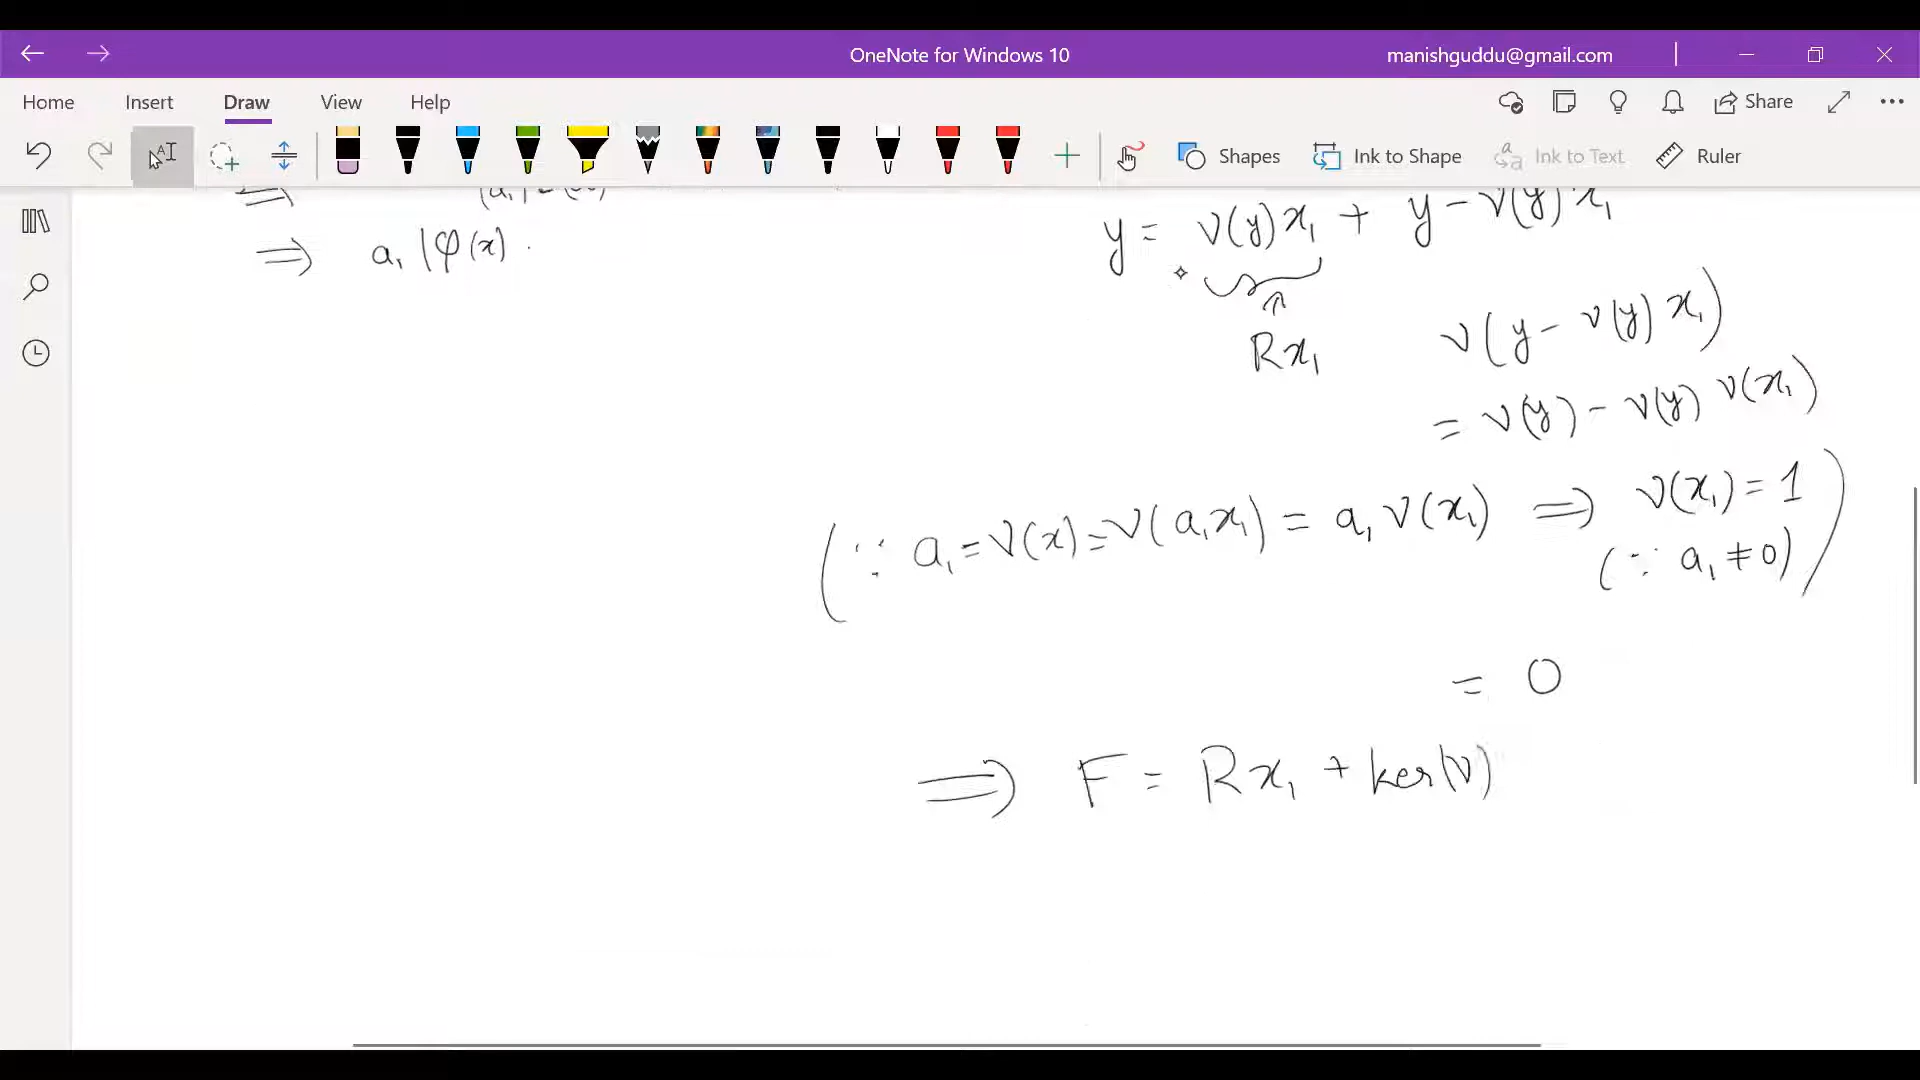 OneNote for Windows 10
manishguddu@gmail.com
Home Insert Draw View Help
Share
Shapes Ink to Shape Ink to Text Ruler
⇒ a₁ | φ(x) .
y = ν(y)x₁ + y − ν(y)x₁
Rx₁
ν(y − ν(y)x₁)
= ν(y) − ν(y) ν(x₁)
(∵ a₁ = ν(x) = ν(a₁x₁) = a₁ν(x₁) ⇒ ν(x₁) = 1
(∵ a₁ ≠ 0))
= 0
⇒ F = Rx₁ + ker(ν)